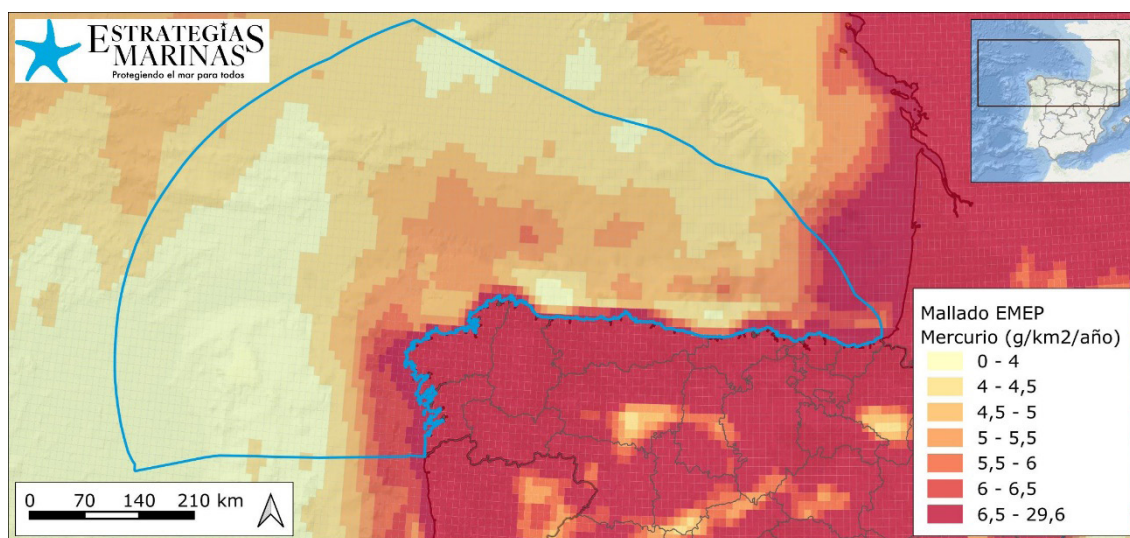 ESTRATEGIAS
MARINAS
Protegiendo el mar para todos
Mallado EMEP
Mercurio (g/km2/año)
0 - 4
4 - 4,5
4,5 - 5
5 - 5,5
5,5 - 6
6 - 6,5
6,5 - 29,6
0 70 140 210 km